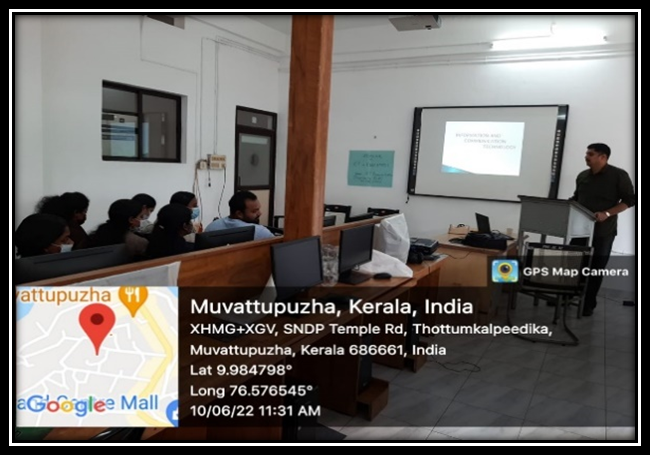 INFORMATION AND
COMMUNICATION
TECHNOLOGY
GPS Map Camera
vattupuzha
Google
e Mall
Muvattupuzha, Kerala, India
XHMG+XGV, SNDP Temple Rd, Thottumkalpeedika,
Muvattupuzha, Kerala 686661, India
Lat 9.984798°
Long 76.576545°
10/06/22 11:31 AM